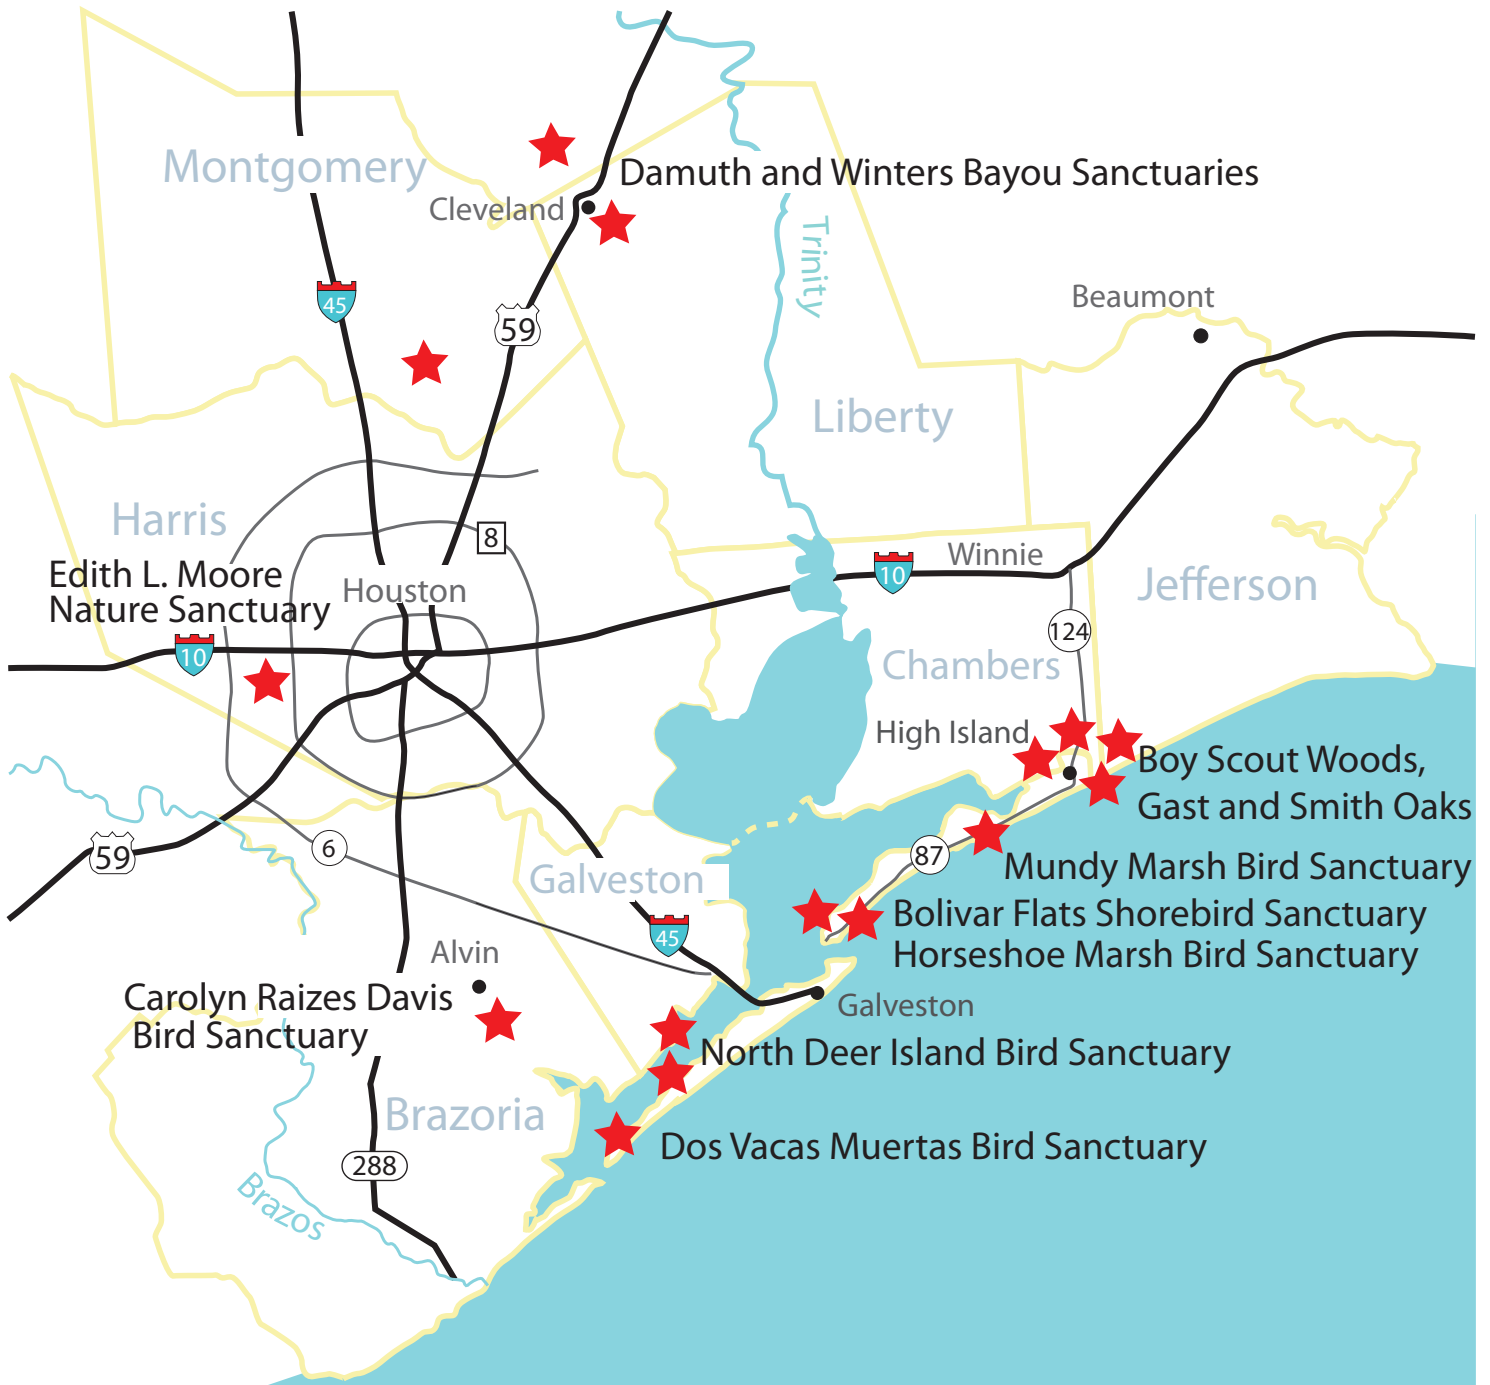 Montgomery
Damuth and Winters Bayou Sanctuaries
Cleveland
Trinity
45
59
Beaumont
Liberty
Harris
8
Winnie
Edith L. Moore
Nature Sanctuary
Houston
10
Jefferson
10
124
Chambers
High Island
Boy Scout Woods,
Gast and Smith Oaks
59
6
87
Mundy Marsh Bird Sanctuary
Galveston
Bolivar Flats Shorebird Sanctuary
45
Horseshoe Marsh Bird Sanctuary
Alvin
Carolyn Raizes Davis
Bird Sanctuary
Galveston
North Deer Island Bird Sanctuary
Brazoria
Dos Vacas Muertas Bird Sanctuary
288
Brazos